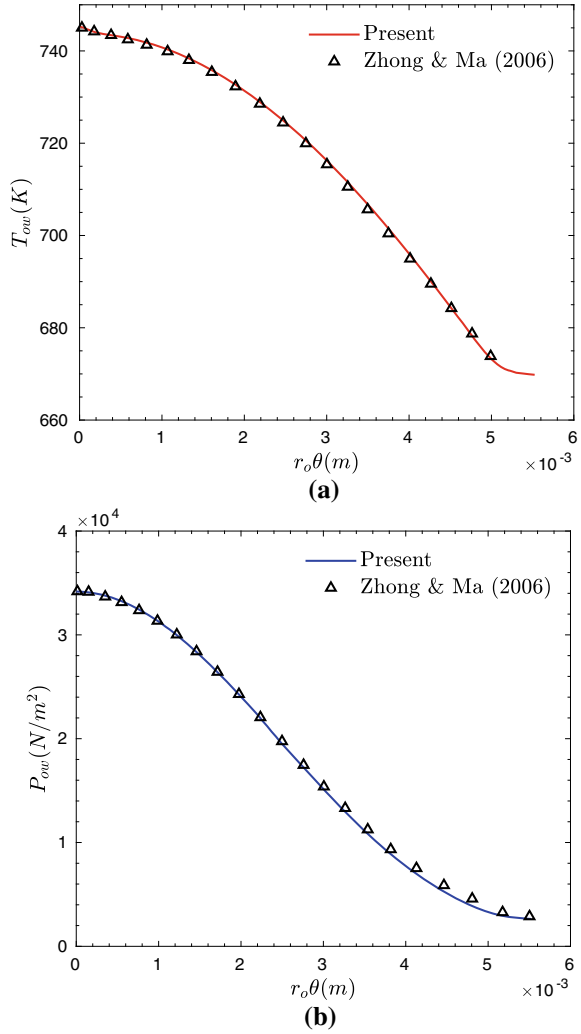 740
720
700
680
660
T_ow(K)
Present
Zhong & Ma (2006)
0 1 2 3 4 5 6
r_oθ(m)
×10^-3
(a)
×10^4
4
3
2
1
0
P_ow(N/m^2)
Present
Zhong & Ma (2006)
0 1 2 3 4 5 6
r_oθ(m)
×10^-3
(b)